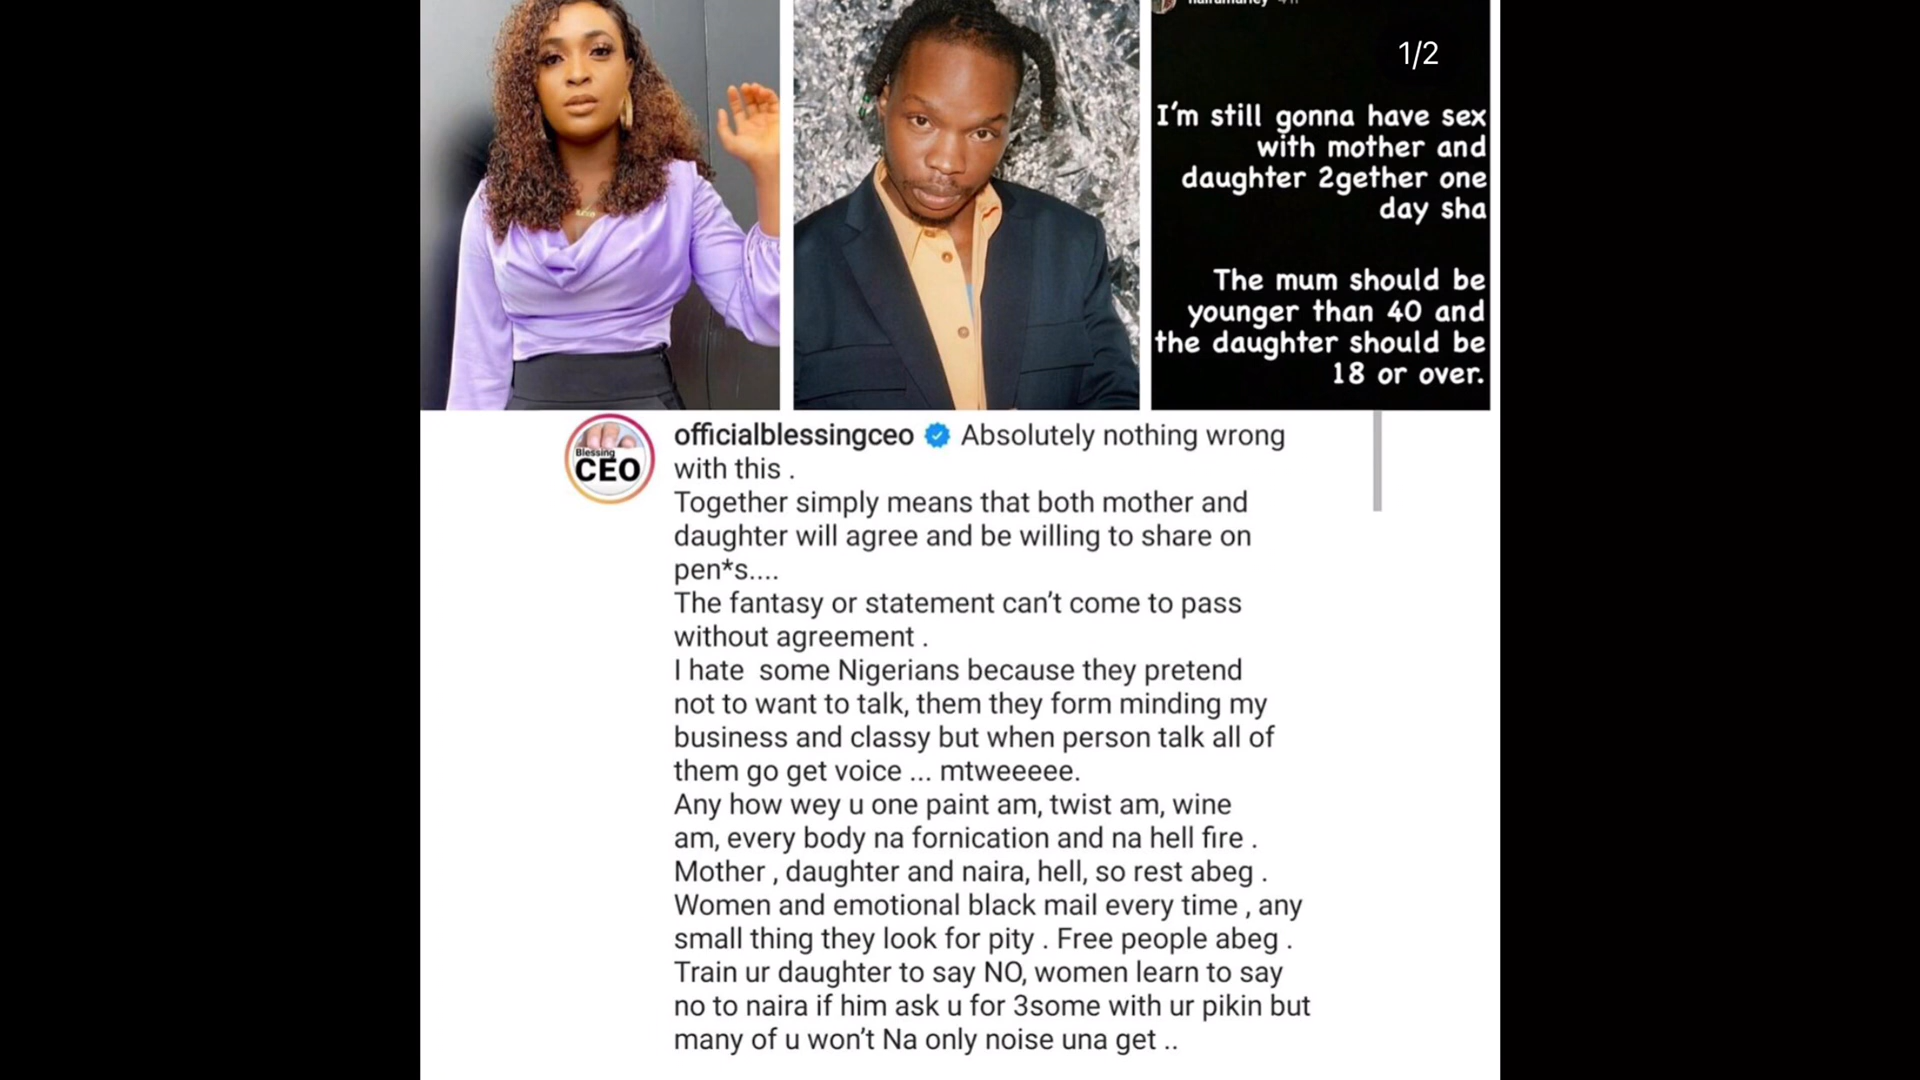 1/2
I'm still gonna have sex
with mother and
daughter 2gether one
day sha
The mum should be
younger than 40 and
the daughter should be
18 or over.
Blessing
CEO
officialblessingceo Absolutely nothing wrong
with this .
Together simply means that both mother and
daughter will agree and be willing to share on
pen*s....
The fantasy or statement can't come to pass
without agreement .
I hate some Nigerians because they pretend
not to want to talk, them they form minding my
business and classy but when person talk all of
them go get voice ... mtweeeee.
Any how wey u one paint am, twist am, wine
am, every body na fornication and na hell fire .
Mother , daughter and naira, hell, so rest abeg .
Women and emotional black mail every time , any
small thing they look for pity . Free people abeg .
Train ur daughter to say NO, women learn to say
no to naira if him ask u for 3some with ur pikin but
many of u won't Na only noise una get ..